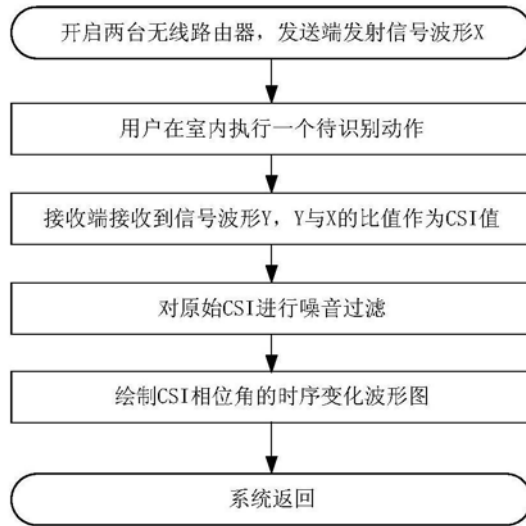 开启两台无线路由器，发送端发射信号波形X
用户在室内执行一个待识别动作
接收端接收到信号波形Y，Y与X的比值作为CSI值
对原始CSI进行噪音过滤
绘制CSI相位角的时序变化波形图
系统返回